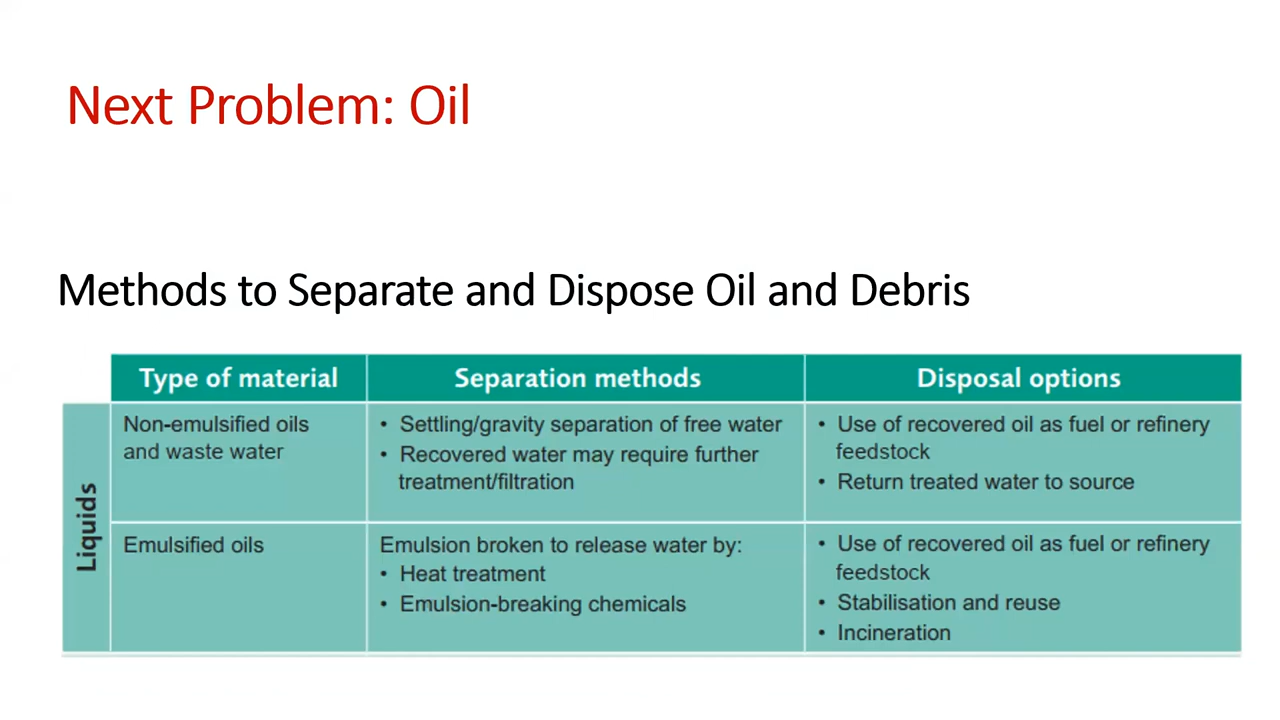 Next Problem: Oil
Methods to Separate and Dispose Oil and Debris
Type of material
Separation methods
Disposal options
Liquids
Non-emulsified oils
and waste water
• Settling/gravity separation of free water
• Recovered water may require further
treatment/filtration
• Use of recovered oil as fuel or refinery
feedstock
• Return treated water to source
Emulsified oils
Emulsion broken to release water by:
• Heat treatment
• Emulsion-breaking chemicals
• Use of recovered oil as fuel or refinery
feedstock
• Stabilisation and reuse
• Incineration